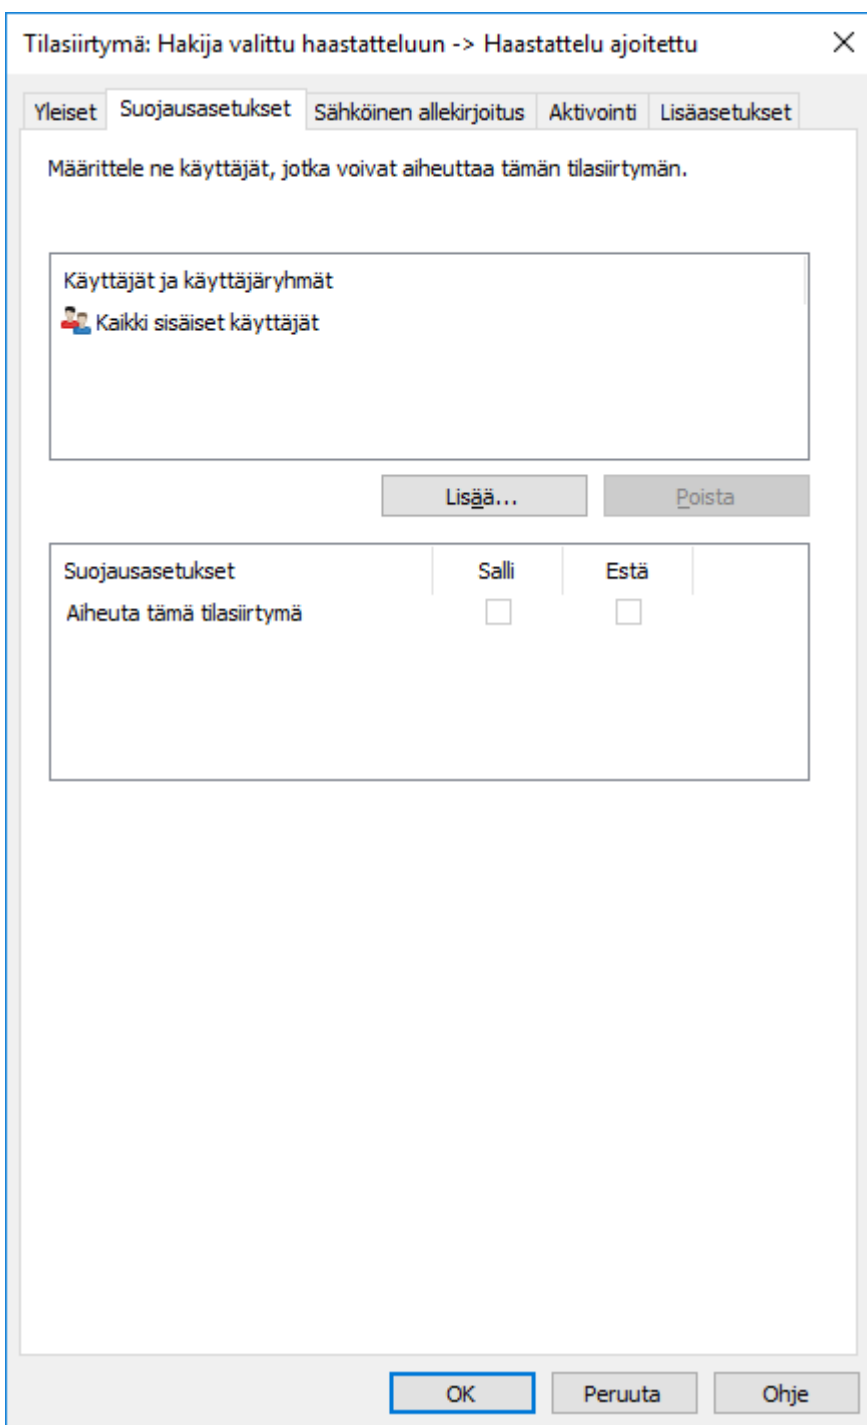 Tilasiirtymä: Hakija valittu haastatteluun -> Haastattelu ajoitettu
Yleiset Suojausasetukset Sähköinen allekirjoitus Aktivointi Lisäasetukset
Määrittele ne käyttäjät, jotka voivat aiheuttaa tämän tilasiirtymän.
Käyttäjät ja käyttäjäryhmät
Kaikki sisäiset käyttäjät
Lisää... Poista
Suojausasetukset Salli Estä
Aiheuta tämä tilasiirtymä
OK Peruuta Ohje